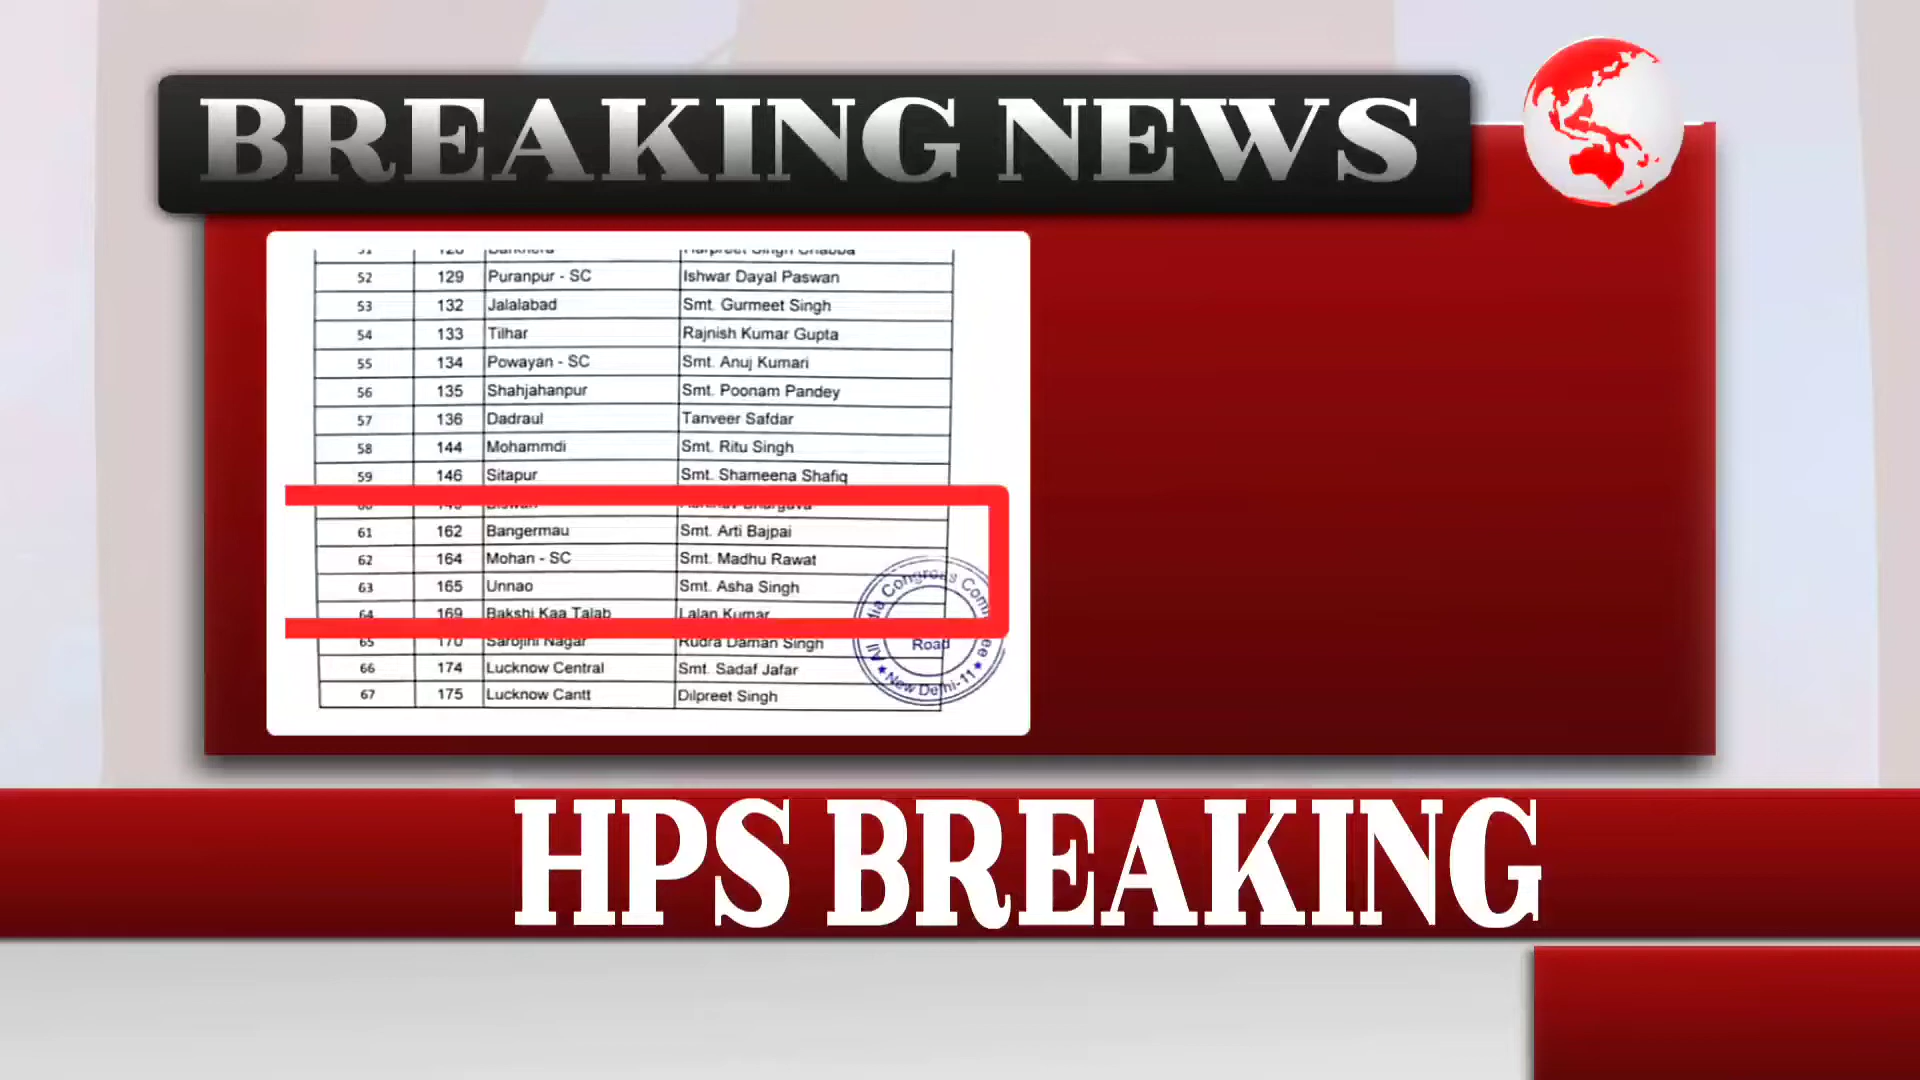 BREAKING NEWS
52 129 Puranpur - SC Ishwar Dayal Paswan
53 132 Jalalabad Smt. Gurmeet Singh
54 133 Tilhar Rajnish Kumar Gupta
55 134 Powayan - SC Smt. Anuj Kumari
56 135 Shahjahanpur Smt. Poonam Pandey
57 136 Dadraul Tanveer Safdar
58 144 Mohammdi Smt. Ritu Singh
59 146 Sitapur Smt. Shameena Shafiq
61 162 Bangermau Smt. Arti Bajpai
62 164 Mohan - SC Smt. Madhu Rawat
63 165 Unnao Smt. Asha Singh
64 169 Bakshi Kaa Talab Lalan Kumar
65 170 Sarojini Nagar Rudra Daman Singh
66 174 Lucknow Central Smt. Sadaf Jafar
67 175 Lucknow Cantt Dilpreet Singh
All Congress
Road
New Delhi-11
HPS BREAKING